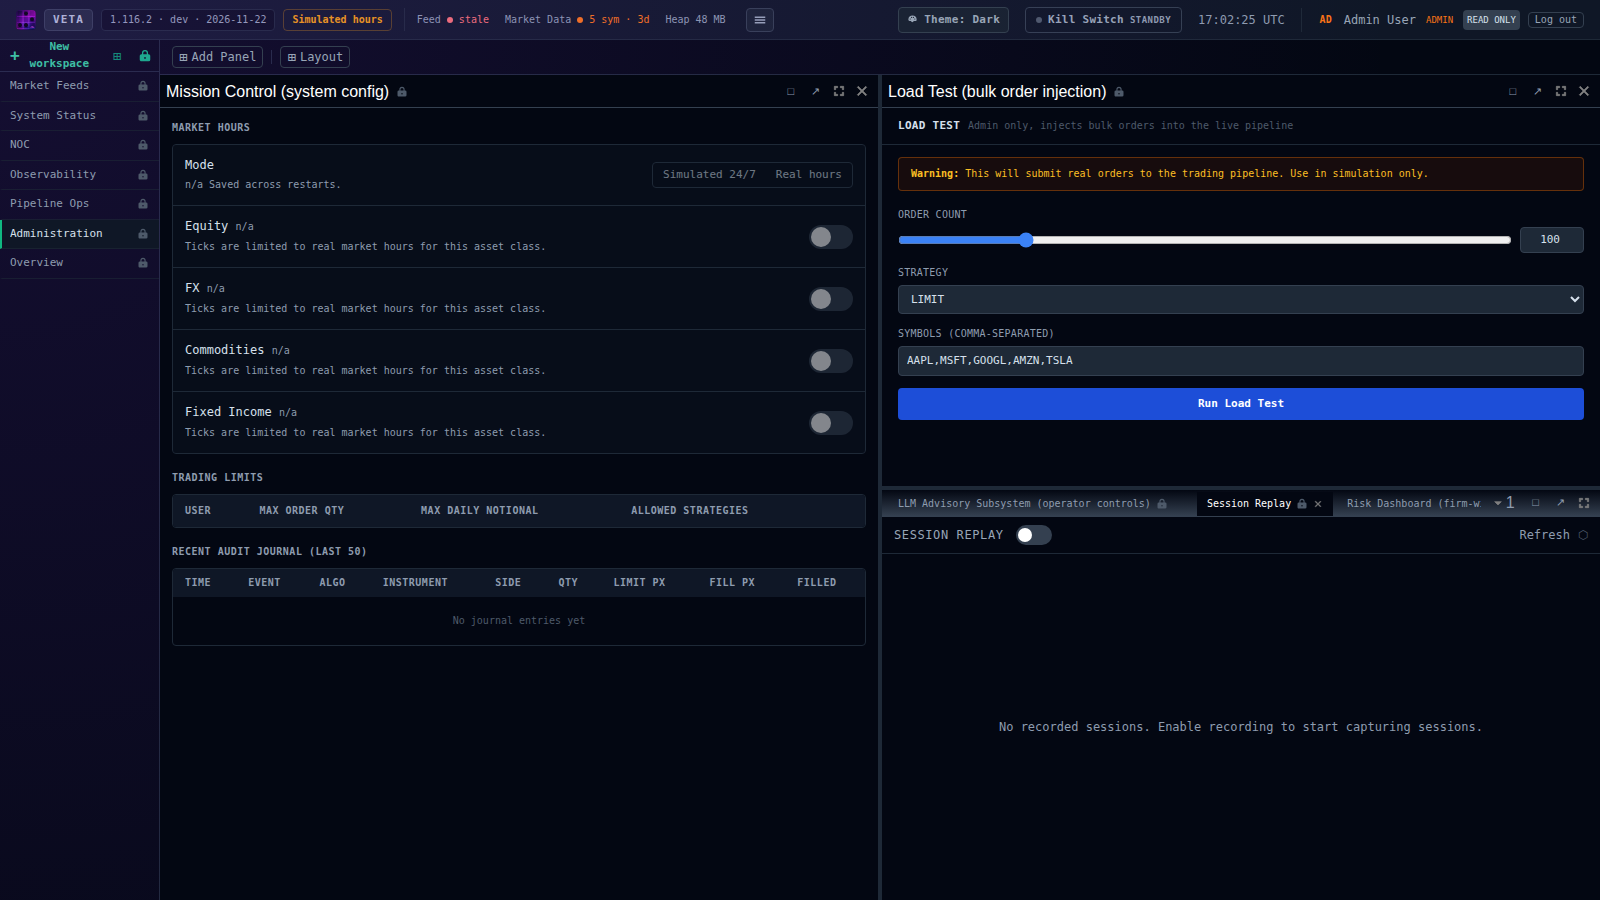 VETA
1.116.2 · dev · 2026-11-22
Simulated hours
Feed ● stale
Market Data ● 5 sym · 3d
Heap 48 MB
Theme: Dark
Kill Switch STANDBY
17:02:25 UTC
AD Admin User ADMIN
READ ONLY
Log out
+ New workspace
Market Feeds
System Status
NOC
Observability
Pipeline Ops
Administration
Overview
Add Panel
Layout
Mission Control (system config)
MARKET HOURS
Mode
n/a Saved across restarts.
Simulated 24/7 Real hours
Equity n/a
Ticks are limited to real market hours for this asset class.
FX n/a
Ticks are limited to real market hours for this asset class.
Commodities n/a
Ticks are limited to real market hours for this asset class.
Fixed Income n/a
Ticks are limited to real market hours for this asset class.
TRADING LIMITS
USER MAX ORDER QTY MAX DAILY NOTIONAL ALLOWED STRATEGIES
RECENT AUDIT JOURNAL (LAST 50)
TIME EVENT ALGO INSTRUMENT SIDE QTY LIMIT PX FILL PX FILLED
No journal entries yet
Load Test (bulk order injection)
LOAD TEST Admin only, injects bulk orders into the live pipeline
Warning: This will submit real orders to the trading pipeline. Use in simulation only.
ORDER COUNT
100
STRATEGY
LIMIT
SYMBOLS (COMMA-SEPARATED)
AAPL,MSFT,GOOGL,AMZN,TSLA
Run Load Test
LLM Advisory Subsystem (operator controls)
Session Replay
Risk Dashboard (firm-w
1
SESSION REPLAY
Refresh
No recorded sessions. Enable recording to start capturing sessions.